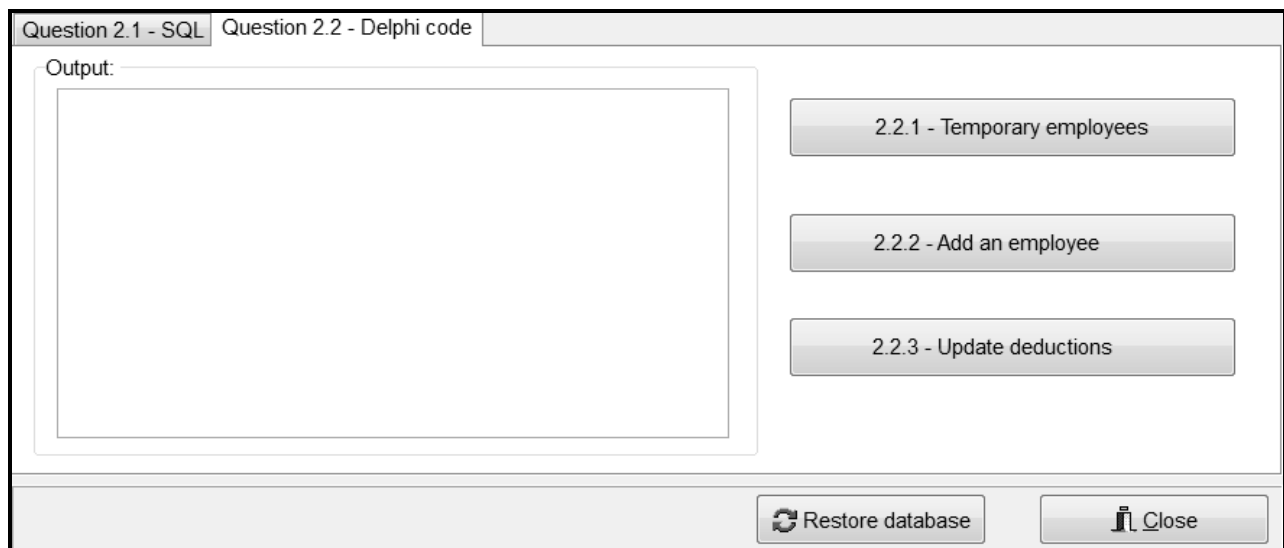 Question 2.1 - SQL
Question 2.2 - Delphi code
Output:
2.2.1 - Temporary employees
2.2.2 - Add an employee
2.2.3 - Update deductions
Restore database
Close